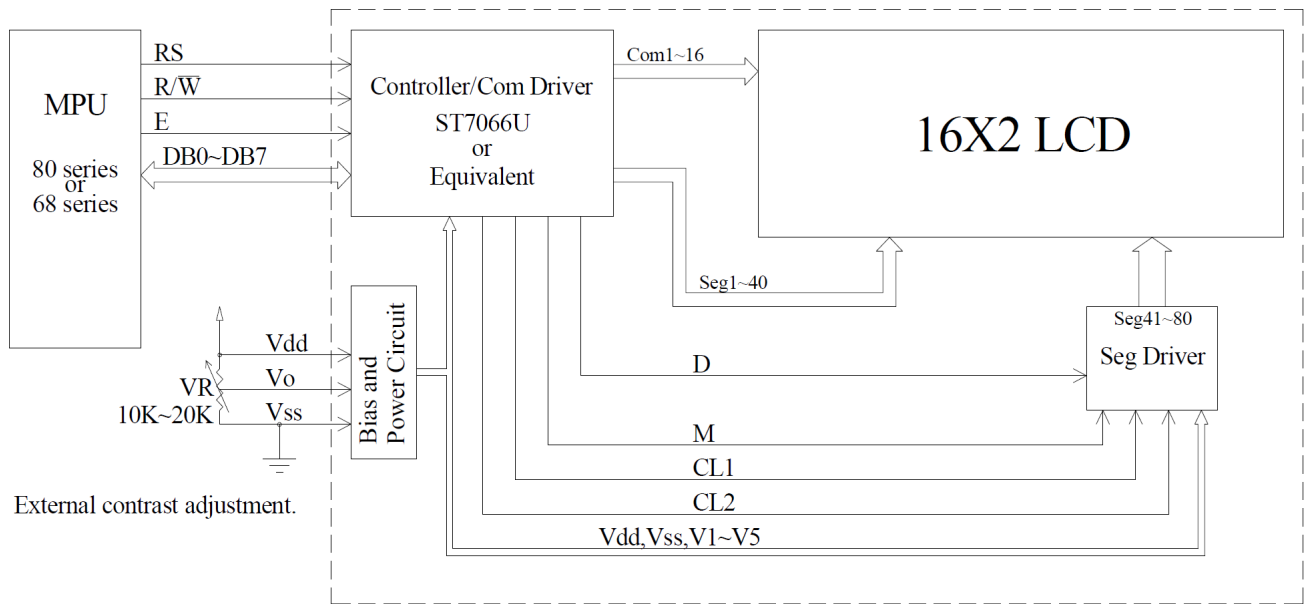 MPU
80 series
or
68 series
RS
R/W̅
E
DB0~DB7
Controller/Com Driver
ST7066U
or
Equivalent
Com1~16
16X2 LCD
Seg1~40
Seg41~80
Seg Driver
Bias and
Power Circuit
Vdd
Vo
Vss
VR
10K~20K
External contrast adjustment.
D
M
CL1
CL2
Vdd,Vss,V1~V5